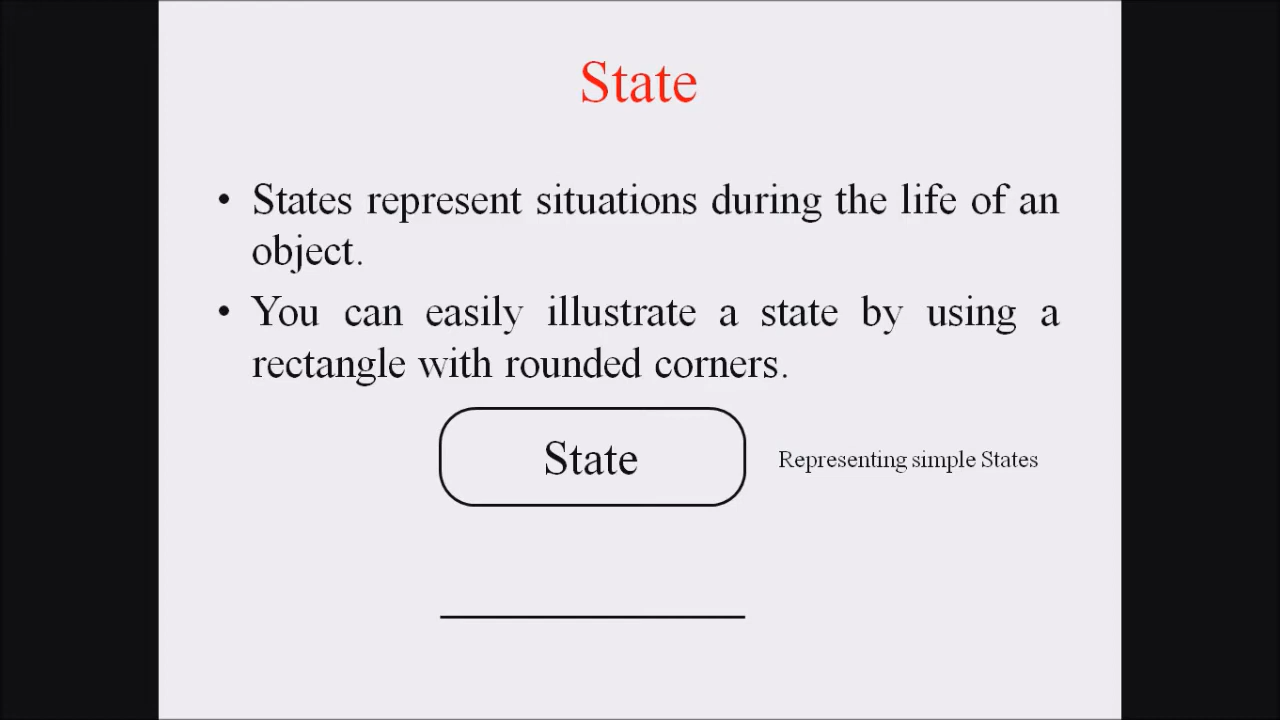 State
• States represent situations during the life of an
object.
• You can easily illustrate a state by using a
rectangle with rounded corners.
State
Representing simple States